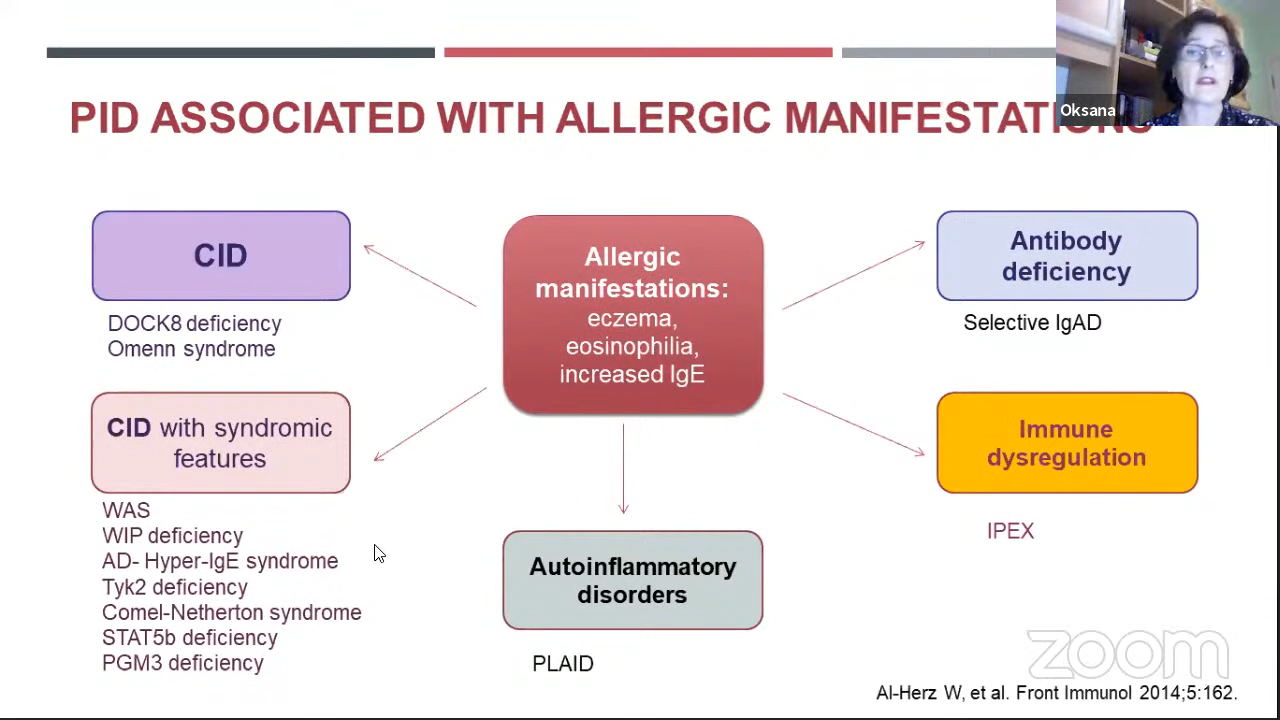 PID ASSOCIATED WITH ALLERGIC MANIFESTATIONS
Oksana
CID
DOCK8 deficiency
Omenn syndrome
CID with syndromic
features
WAS
WIP deficiency
AD- Hyper-IgE syndrome
Tyk2 deficiency
Comel-Netherton syndrome
STAT5b deficiency
PGM3 deficiency
Allergic
manifestations:
eczema,
eosinophilia,
increased IgE
Autoinflammatory
disorders
PLAID
Antibody
deficiency
Selective IgAD
Immune
dysregulation
IPEX
zoom
Al-Herz W, et al. Front Immunol 2014;5:162.